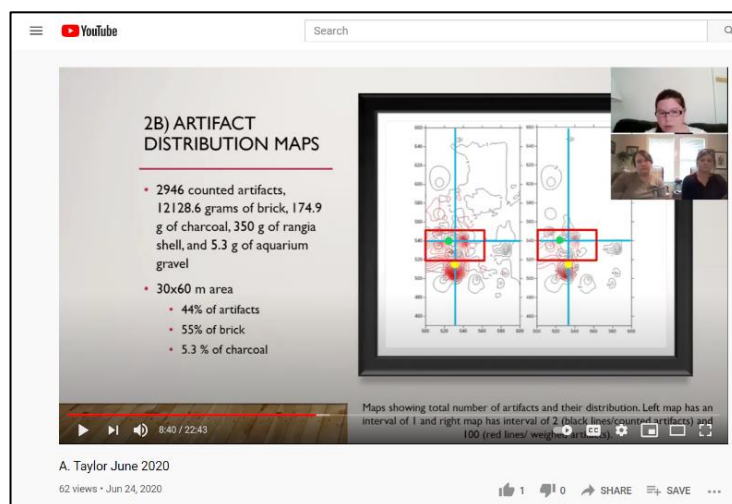 YouTube
Search
2B) ARTIFACT
DISTRIBUTION MAPS
• 2946 counted artifacts,
12128.6 grams of brick, 174.9
g of charcoal, 350 g of rangia
shell, and 5.3 g of aquarium
gravel
• 30x60 m area
• 44% of artifacts
• 55% of brick
• 5.3 % of charcoal
Maps showing total number of artifacts and their distribution. Left map has an
interval of 1 and right map has interval of 2 (black lines/counted artifacts) and
100 (red lines/ weighed artifacts).
8:40 / 22:43
A. Taylor June 2020
62 views • Jun 24, 2020
1
0
SHARE
SAVE